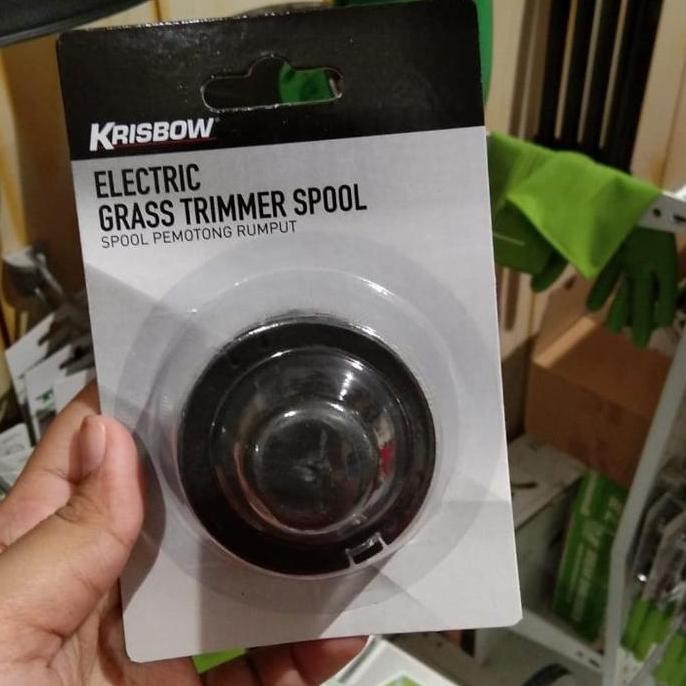 KRISBOW
ELECTRIC
GRASS TRIMMER SPOOL
SPOOL PEMOTONG RUMPUT